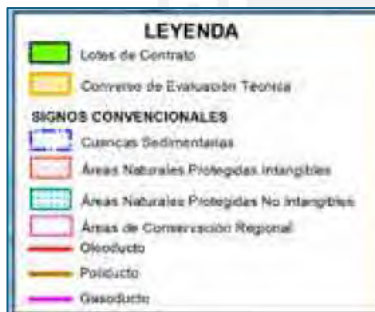 LEYENDA
Lotes de Contrato
Convenio de Evaluación Técnica
SIGNOS CONVENCIONALES
Cuencas Sedimentarias
Áreas Naturales Protegidas Intangibles
Áreas Naturales Protegidas No Intangibles
Áreas de Conservación Regional
Oleoducto
Poliducto
Gasoducto